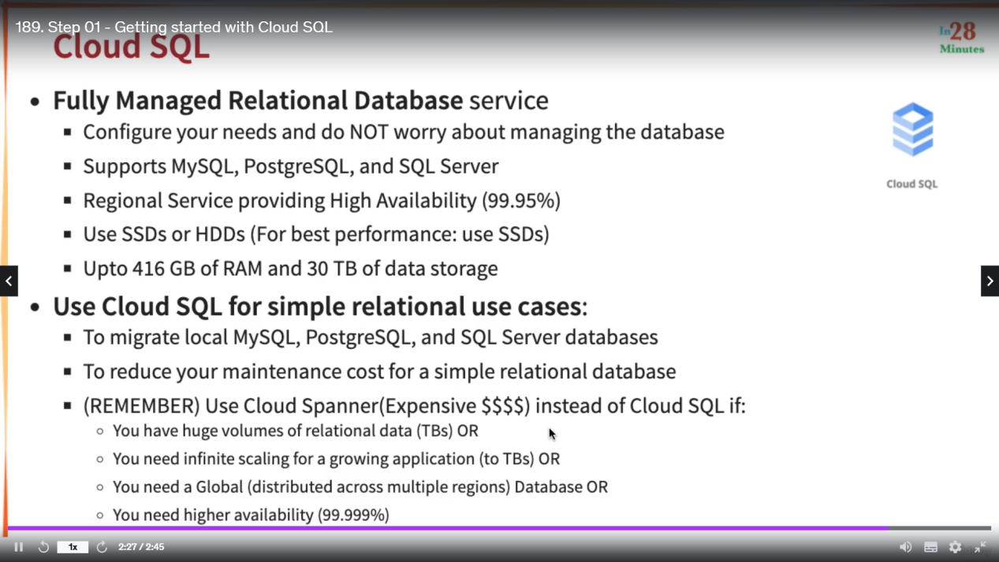 189. Step 01 - Getting started with Cloud SQL
Cloud SQL
In28
Minutes
Fully Managed Relational Database service
Configure your needs and do NOT worry about managing the database
Supports MySQL, PostgreSQL, and SQL Server
Regional Service providing High Availability (99.95%)
Use SSDs or HDDs (For best performance: use SSDs)
Upto 416 GB of RAM and 30 TB of data storage
Cloud SQL
Use Cloud SQL for simple relational use cases:
To migrate local MySQL, PostgreSQL, and SQL Server databases
To reduce your maintenance cost for a simple relational database
(REMEMBER) Use Cloud Spanner(Expensive $$$$) instead of Cloud SQL if:
You have huge volumes of relational data (TBs) OR
You need infinite scaling for a growing application (to TBs) OR
You need a Global (distributed across multiple regions) Database OR
You need higher availability (99.999%)
1x
2:27 / 2:45